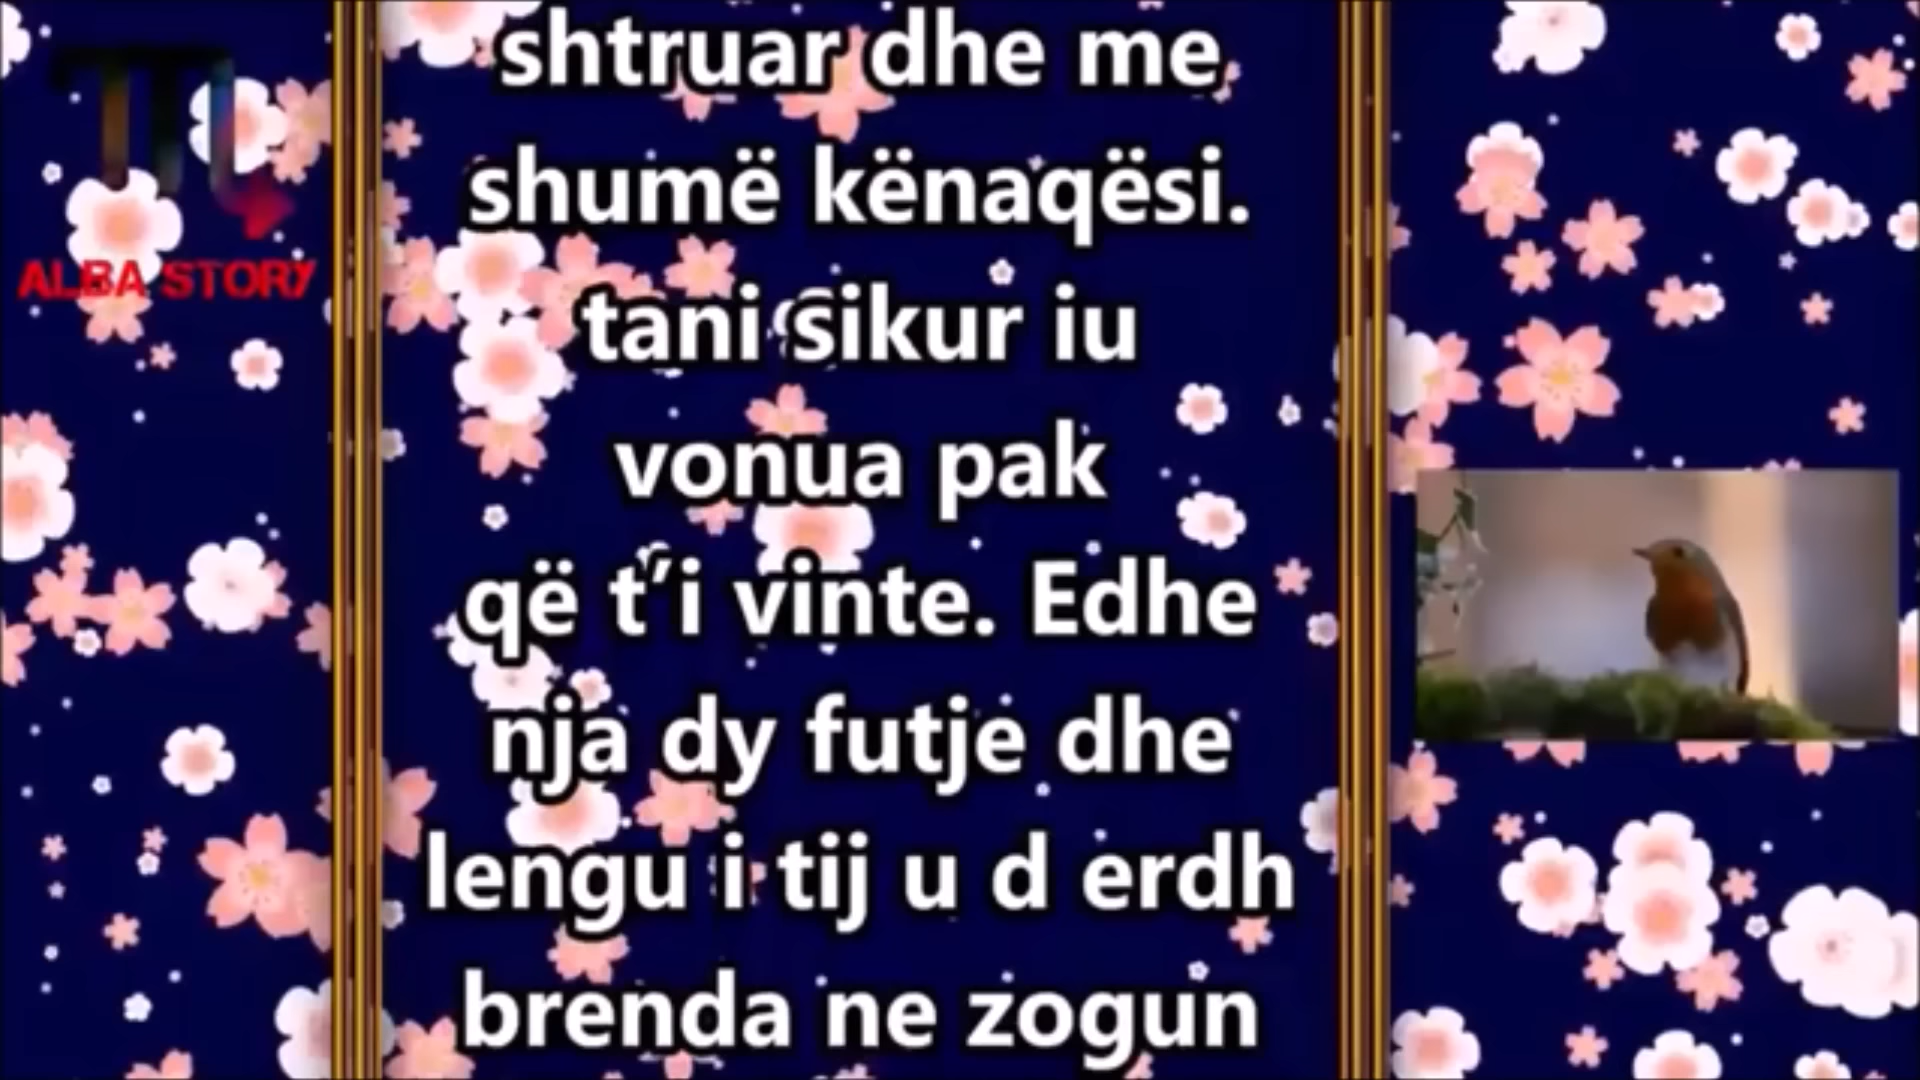 shtruar dhe me
shumë kënaqësi.
tani sikur iu
vonua pak
që t’i vinte. Edhe
nja dy futje dhe
lengu i tij u d erdh
brenda ne zogun
ALBA STORY